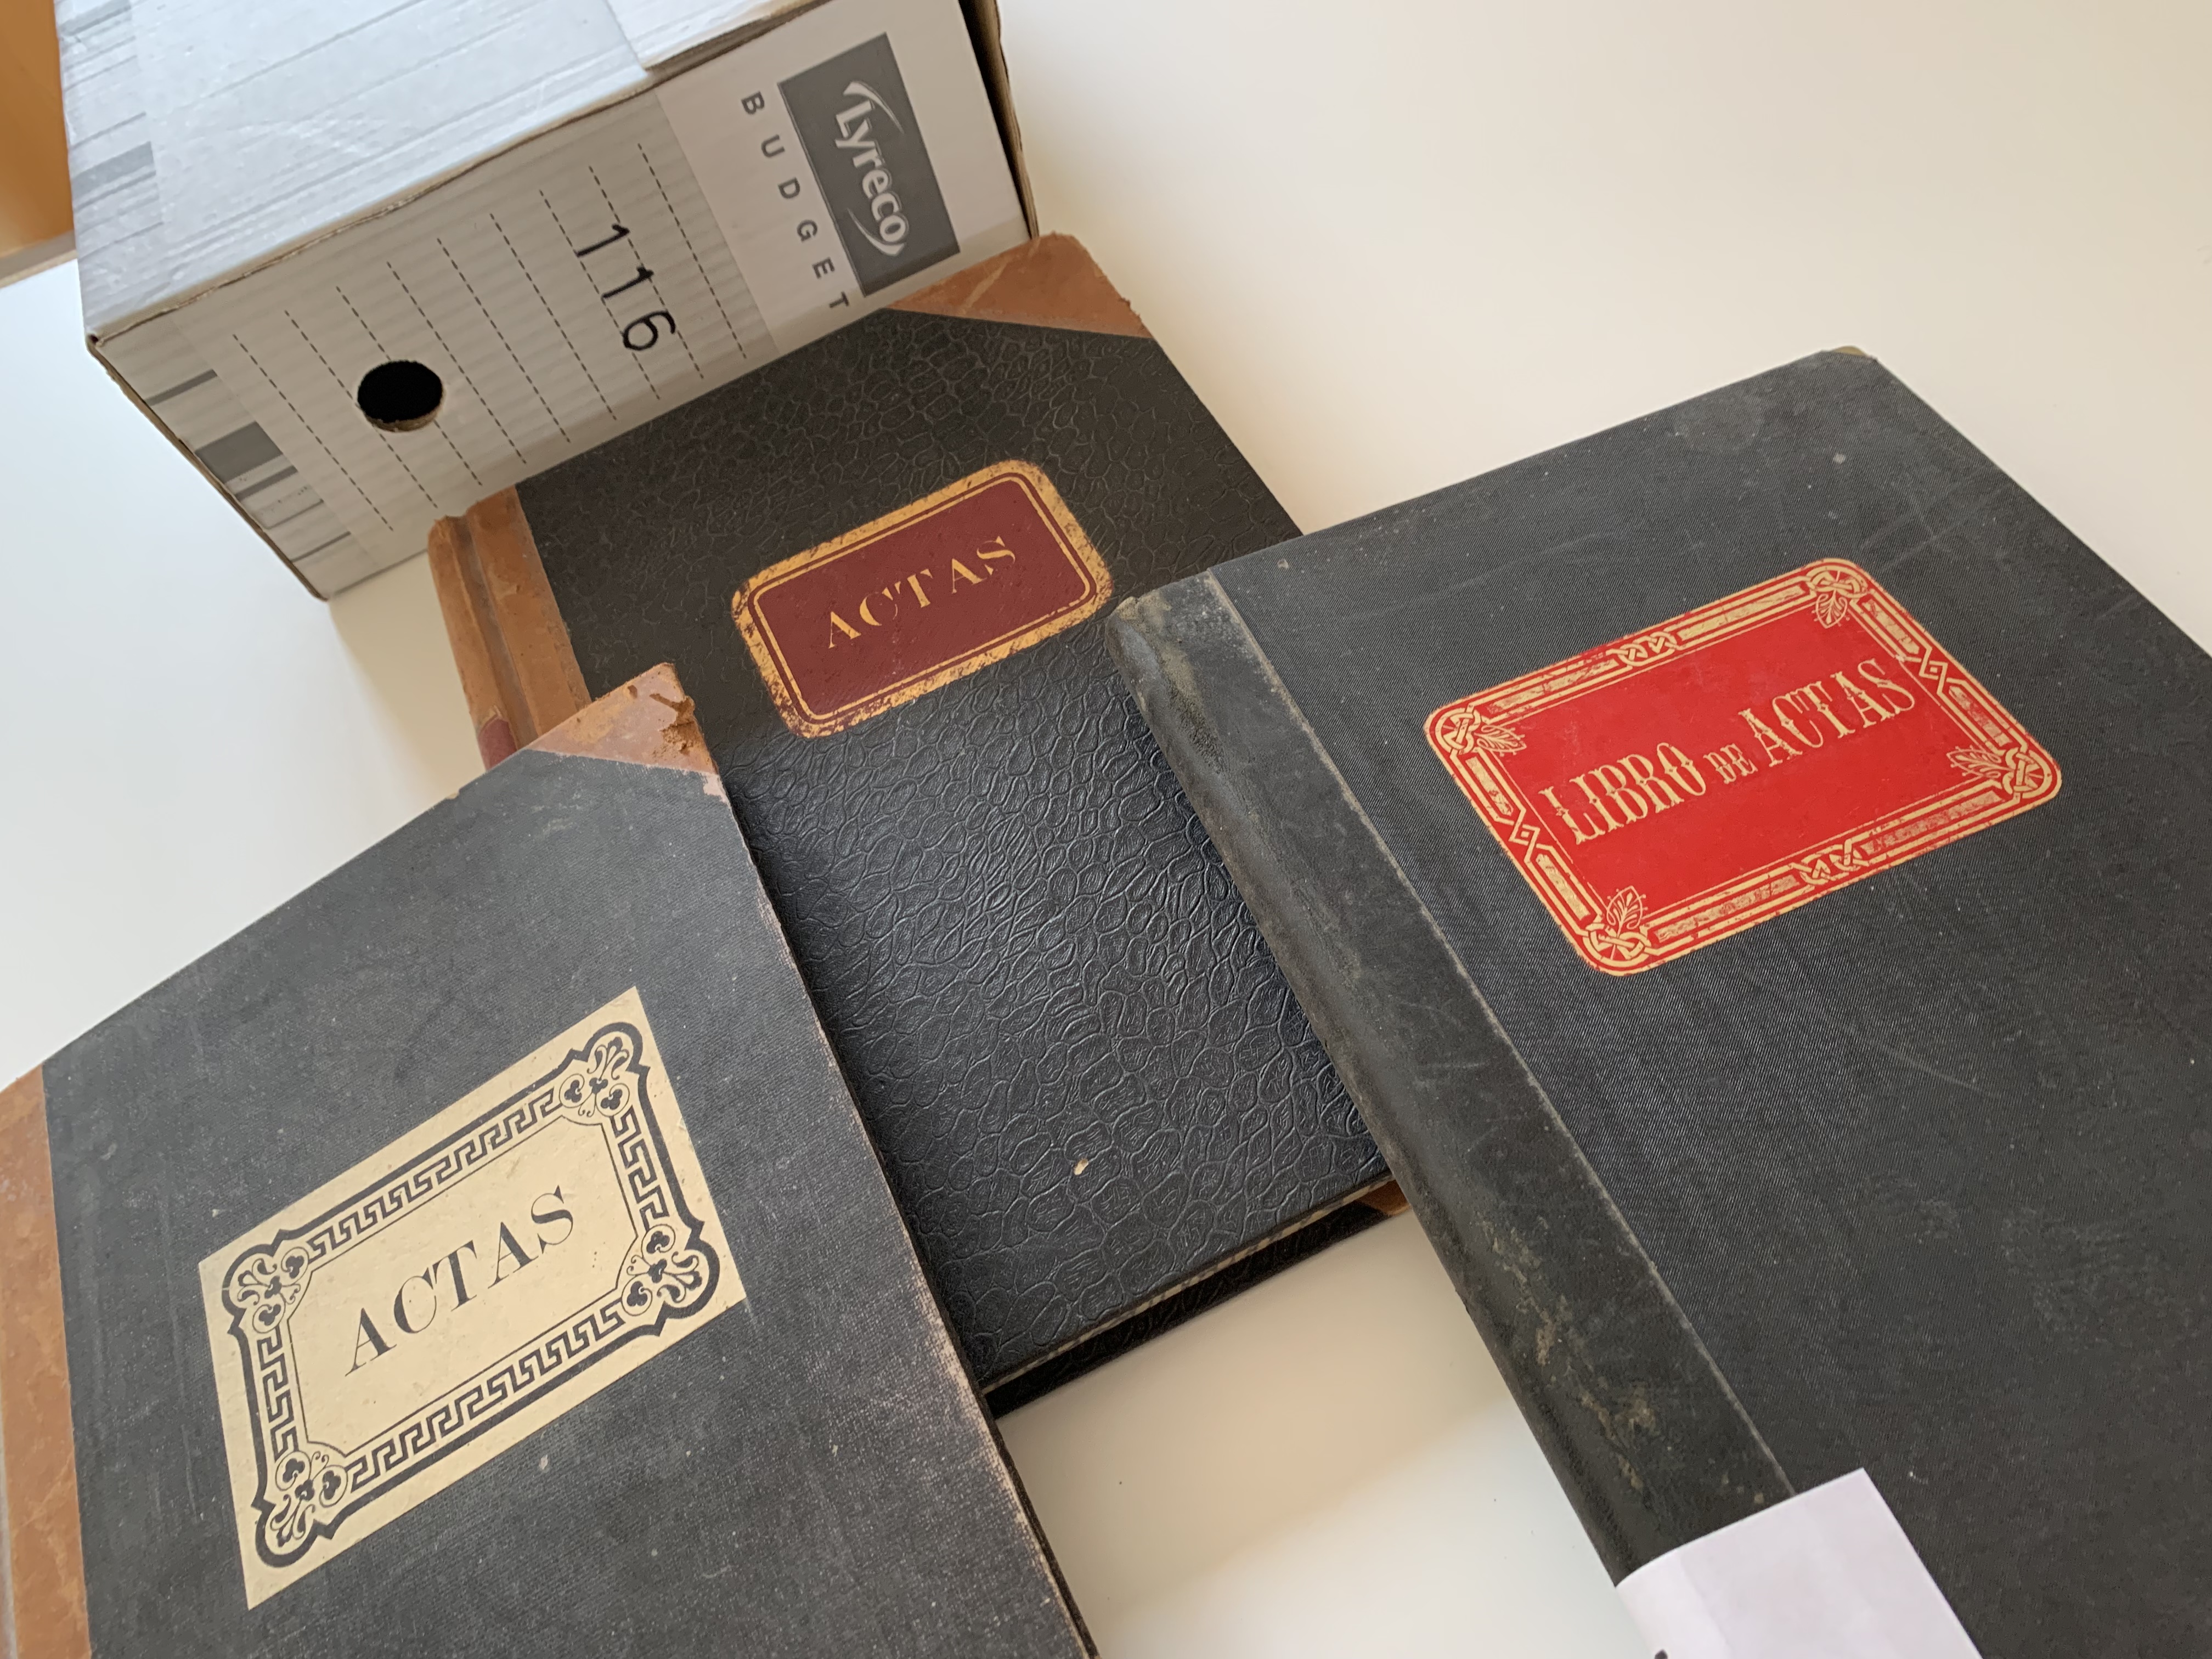 Lyreco
BUDGET
116
ACTAS
LIBRO DE ACTAS
ACTAS